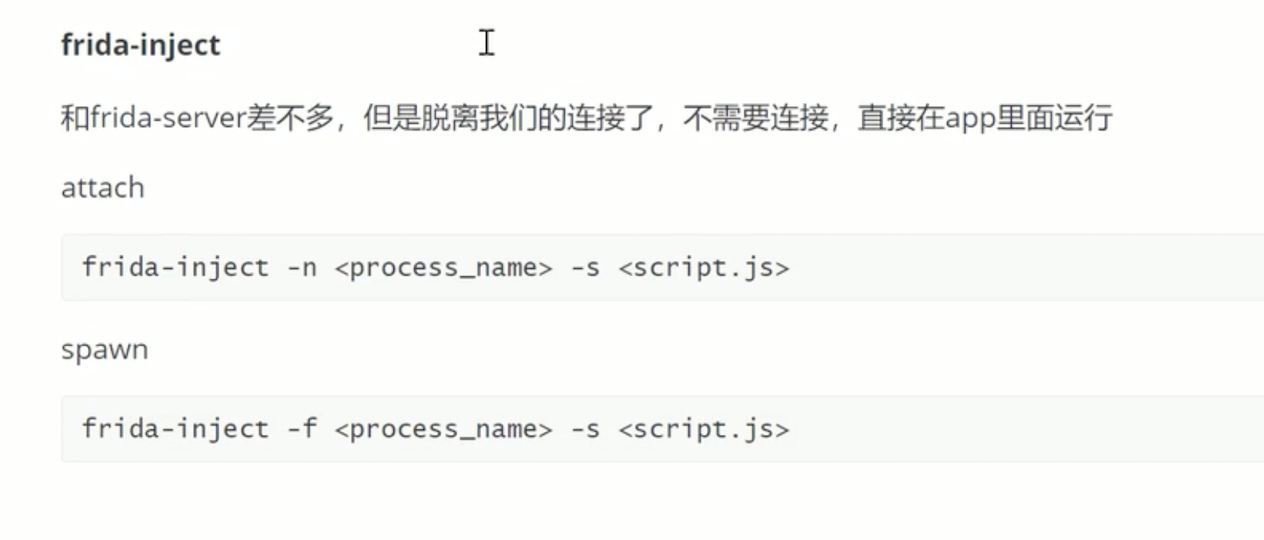 frida-inject
和frida-server差不多，但是脱离我们的连接了，不需要连接，直接在app里面运行
attach
frida-inject -n <process_name> -s <script.js>
spawn
frida-inject -f <process_name> -s <script.js>